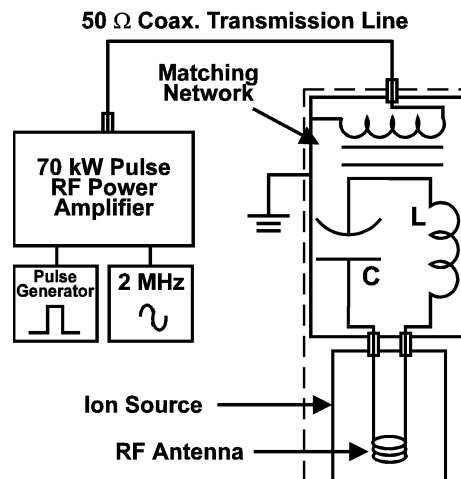 50 Ω Coax. Transmission Line
Matching
Network
70 kW Pulse
RF Power
Amplifier
Pulse
Generator
2 MHz
L
C
Ion Source
RF Antenna